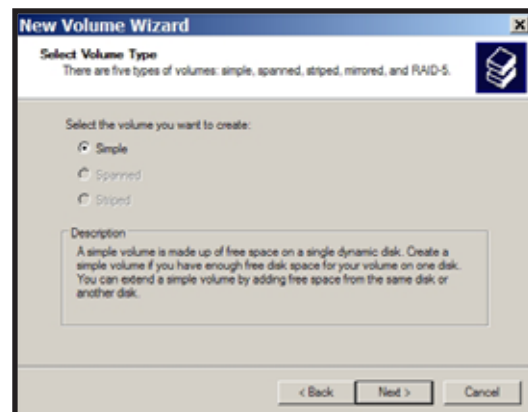 New Volume Wizard
Select Volume Type
There are five types of volumes: simple, spanned, striped, mirrored, and RAID-5.
Select the volume you want to create:
Simple
Spanned
Striped
Description
A simple volume is made up of free space on a single dynamic disk. Create a
simple volume if you have enough free disk space for your volume on one disk.
You can extend a simple volume by adding free space from the same disk or
another disk.
< Back
Next >
Cancel